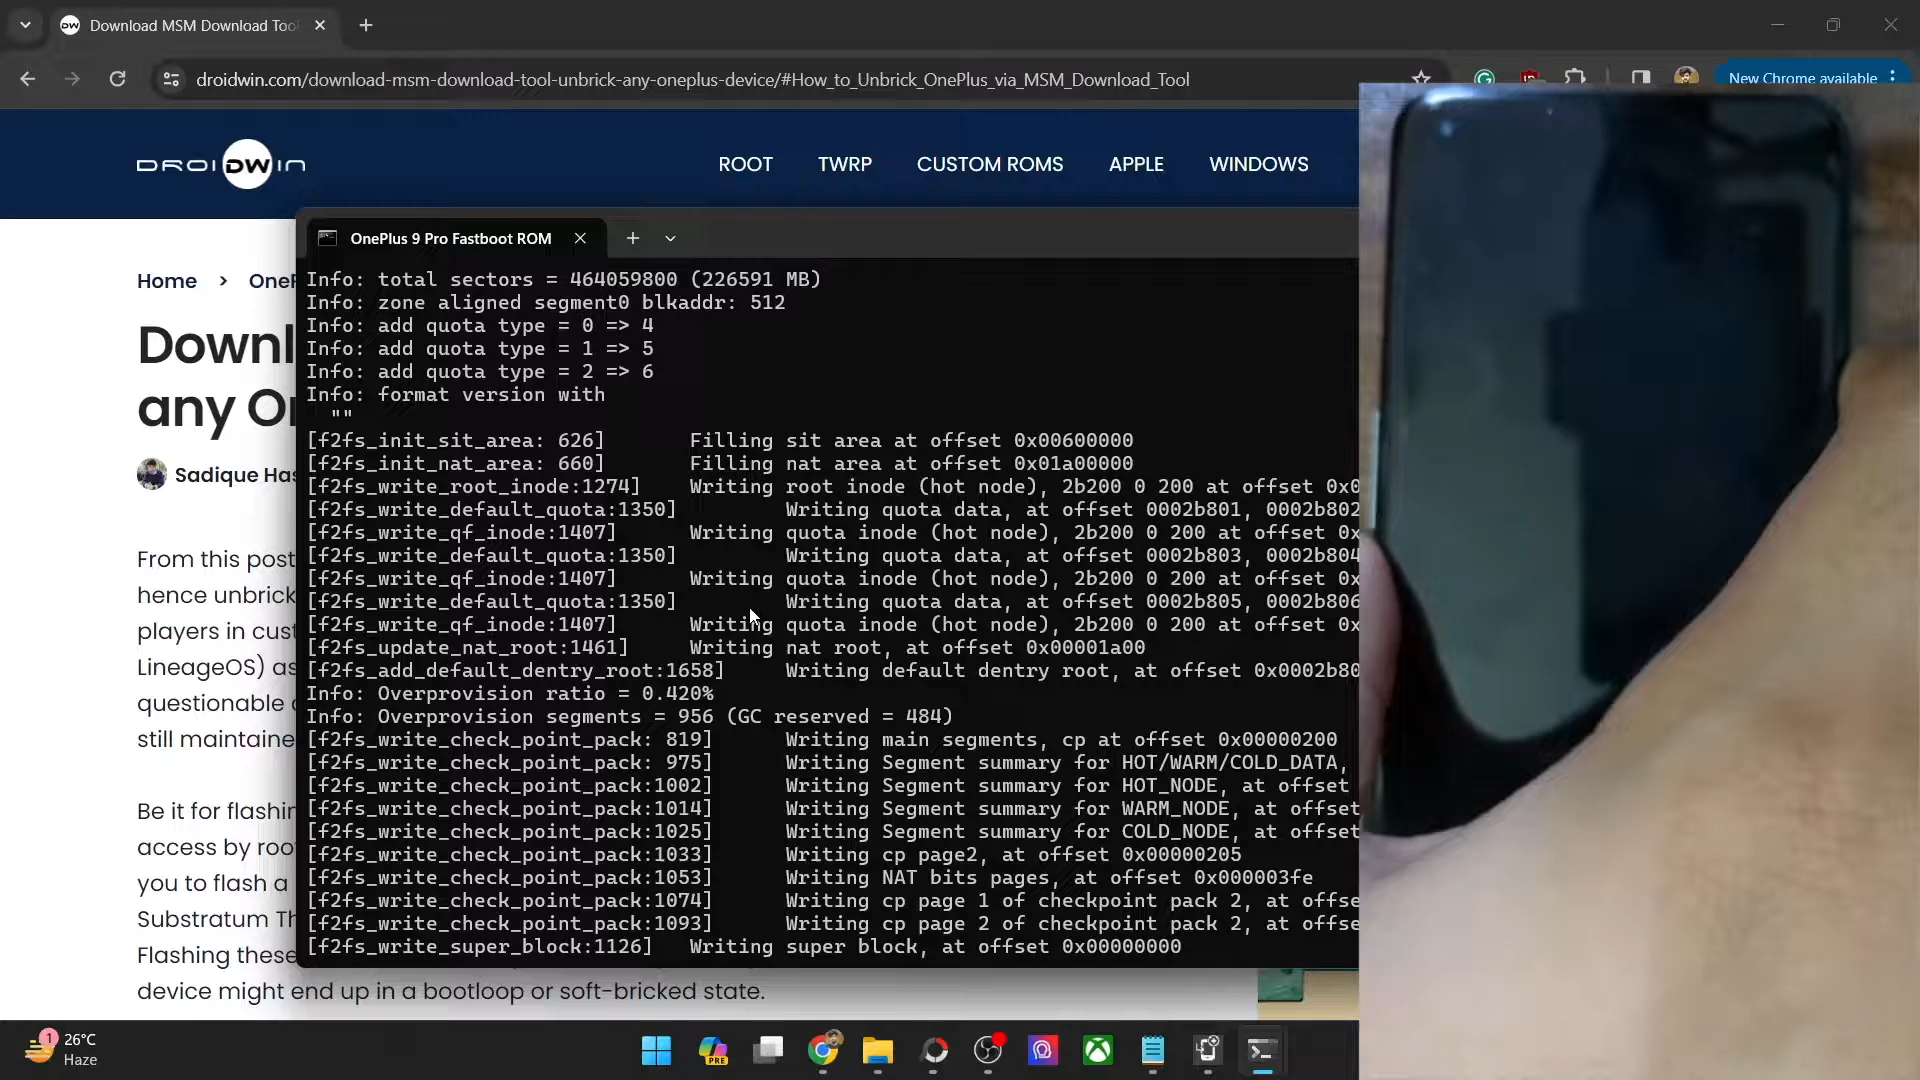 Download MSM Download Too
droidwin.com/download-msm-download-tool-unbrick-any-oneplus-device/#How_to_Unbrick_OnePlus_via_MSM_Download_Tool
New Chrome available
DROIDWIN
DW
ROOT
TWRP
CUSTOM ROMS
APPLE
WINDOWS
OnePlus 9 Pro Fastboot ROM
Home > OneP
Downl
any On
Sadique Has
From this post
hence unbrick
players in cust
LineageOS) as
questionable
still maintaine
Be it for flashin
access by roo
you to flash a
Substratum Th
Flashing these
device might end up in a bootloop or soft-bricked state.
Info: total sectors = 464059800 (226591 MB)
Info: zone aligned segment0 blkaddr: 512
Info: add quota type = 0 => 4
Info: add quota type = 1 => 5
Info: add quota type = 2 => 6
Info: format version with
""
[f2fs_init_sit_area: 626] Filling sit area at offset 0x00600000
[f2fs_init_nat_area: 660] Filling nat area at offset 0x01a00000
[f2fs_write_root_inode:1274] Writing root inode (hot node), 2b200 0 200 at offset 0x0
[f2fs_write_default_quota:1350] Writing quota data, at offset 0002b801, 0002b802
[f2fs_write_qf_inode:1407] Writing quota inode (hot node), 2b200 0 200 at offset 0x
[f2fs_write_default_quota:1350] Writing quota data, at offset 0002b803, 0002b804
[f2fs_write_qf_inode:1407] Writing quota inode (hot node), 2b200 0 200 at offset 0x
[f2fs_write_default_quota:1350] Writing quota data, at offset 0002b805, 0002b806
[f2fs_write_qf_inode:1407] Writing quota inode (hot node), 2b200 0 200 at offset 0x
[f2fs_update_nat_root:1461] Writing nat root, at offset 0x00001a00
[f2fs_add_default_dentry_root:1658] Writing default dentry root, at offset 0x0002b80
Info: Overprovision ratio = 0.420%
Info: Overprovision segments = 956 (GC reserved = 484)
[f2fs_write_check_point_pack: 819] Writing main segments, cp at offset 0x00000200
[f2fs_write_check_point_pack: 975] Writing Segment summary for HOT/WARM/COLD_DATA,
[f2fs_write_check_point_pack:1002] Writing Segment summary for HOT_NODE, at offset
[f2fs_write_check_point_pack:1014] Writing Segment summary for WARM_NODE, at offset
[f2fs_write_check_point_pack:1025] Writing Segment summary for COLD_NODE, at offset
[f2fs_write_check_point_pack:1033] Writing cp page2, at offset 0x00000205
[f2fs_write_check_point_pack:1053] Writing NAT bits pages, at offset 0x000003fe
[f2fs_write_check_point_pack:1074] Writing cp page 1 of checkpoint pack 2, at offse
[f2fs_write_check_point_pack:1093] Writing cp page 2 of checkpoint pack 2, at offse
[f2fs_write_super_block:1126] Writing super block, at offset 0x00000000
1
26°C
Haze
PRE